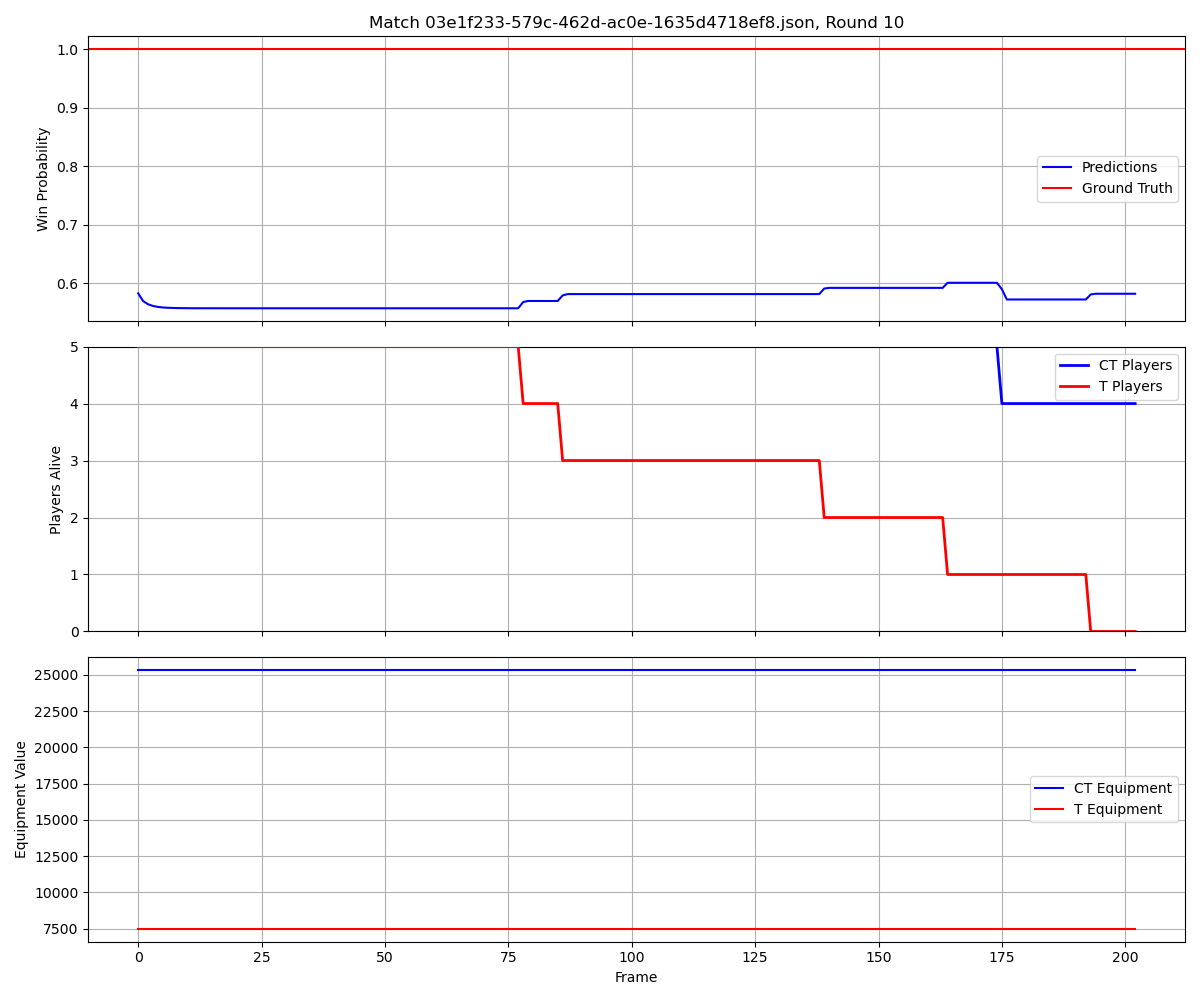 Match 03e1f233-579c-462d-ac0e-1635d4718ef8.json, Round 10
1.0
0.9
0.8
0.7
0.6
Win Probability
Predictions
Ground Truth
5
4
3
2
1
0
Players Alive
CT Players
T Players
25000
22500
20000
17500
15000
12500
10000
7500
Equipment Value
CT Equipment
T Equipment
0 25 50 75 100 125 150 175 200
Frame